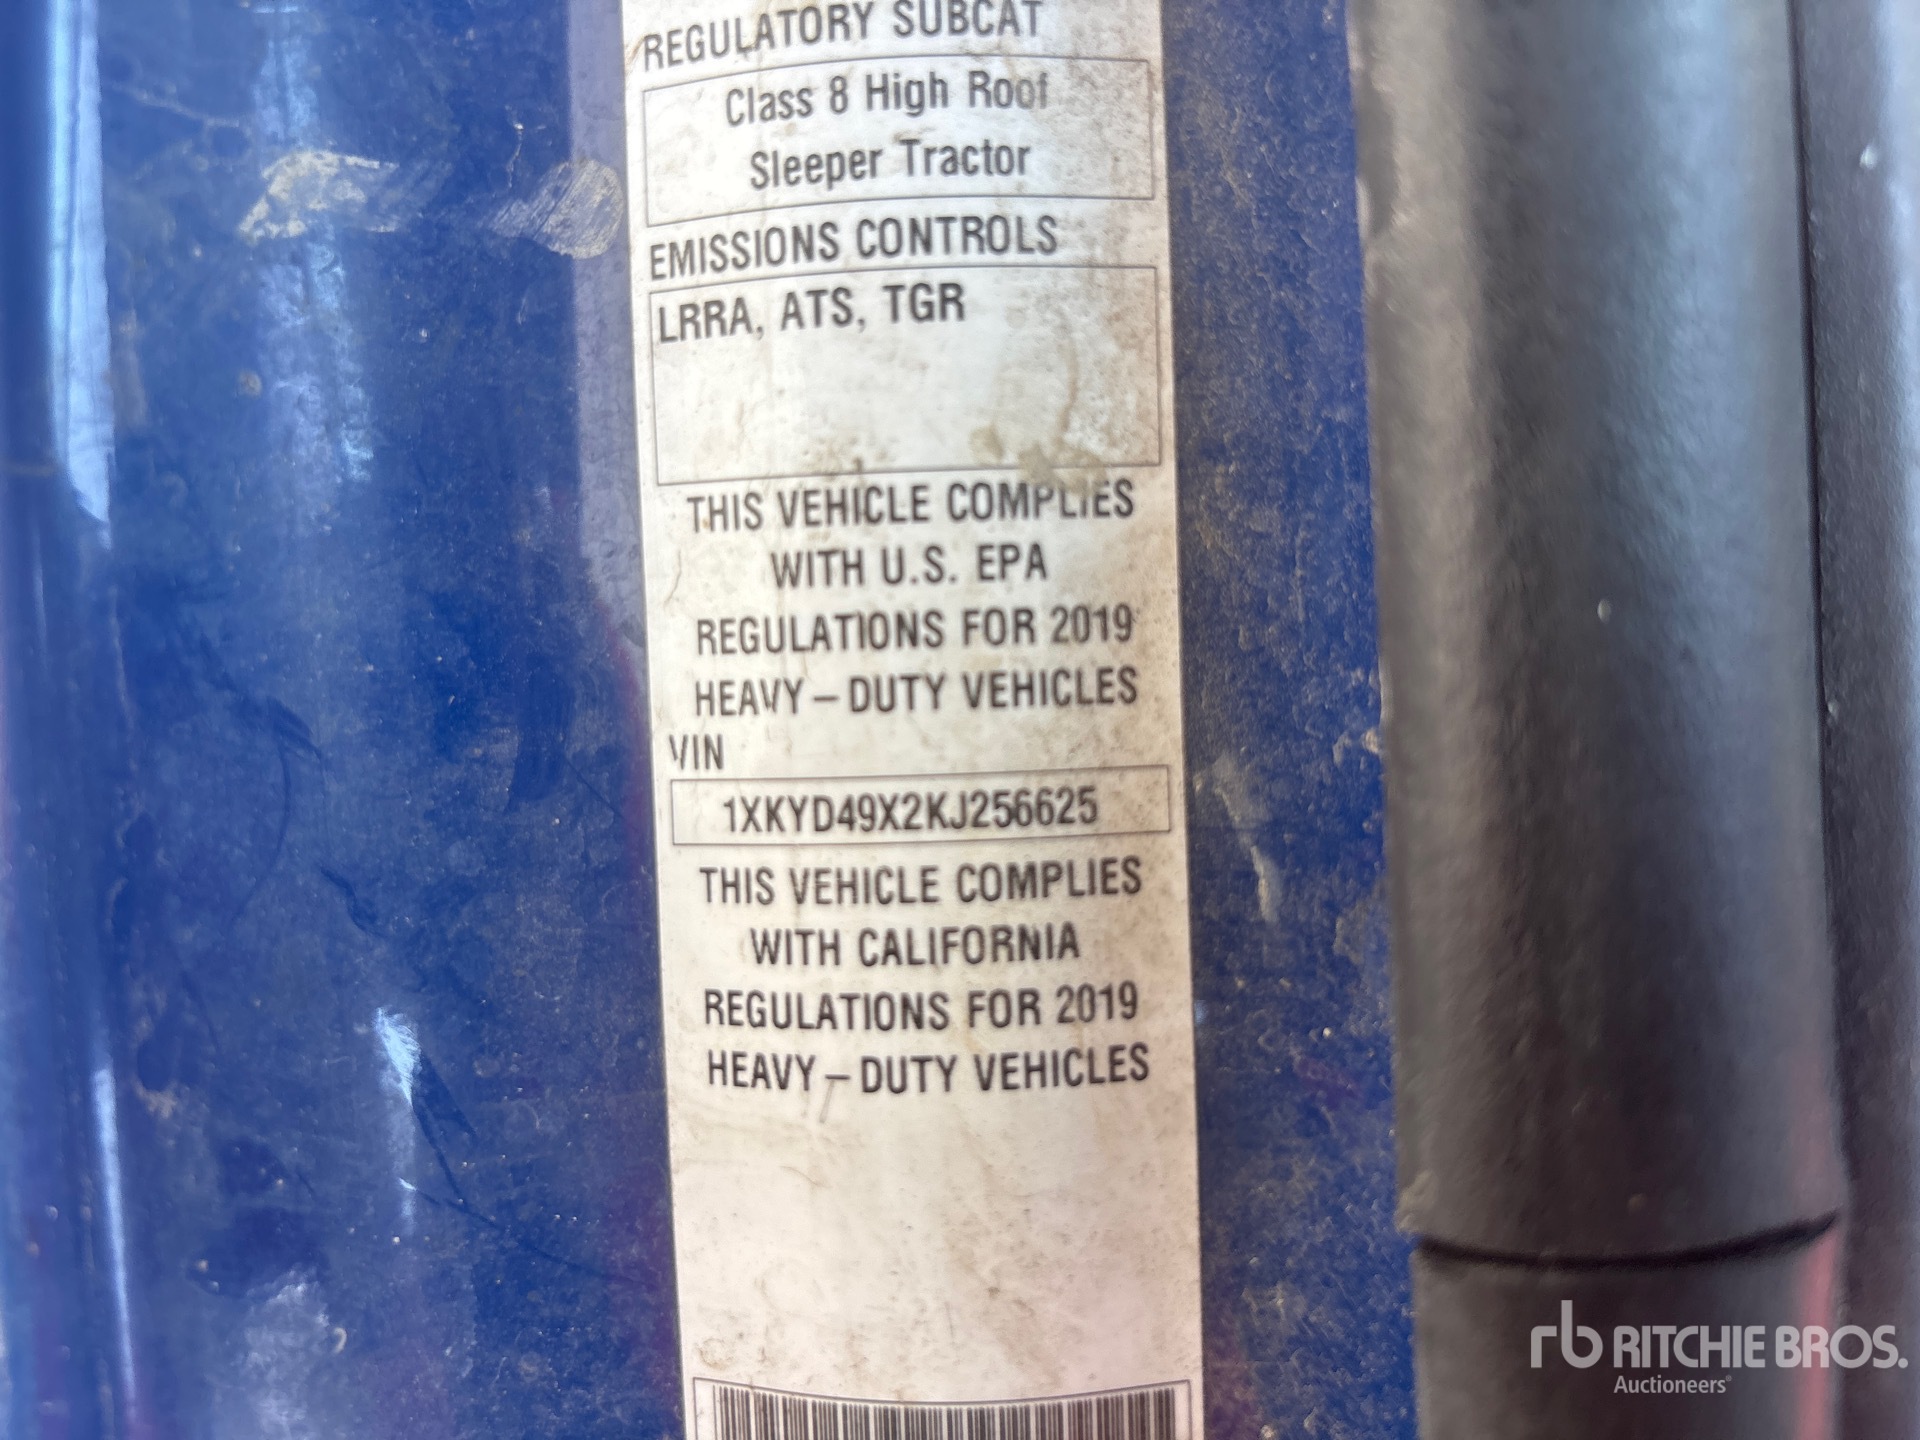 REGULATORY SUBCAT
Class 8 High Roof
Sleeper Tractor
EMISSIONS CONTROLS
LRRA, ATS, TGR
THIS VEHICLE COMPLIES
WITH U.S. EPA
REGULATIONS FOR 2019
HEAVY – DUTY VEHICLES
VIN
1XKYD49X2KJ256625
THIS VEHICLE COMPLIES
WITH CALIFORNIA
REGULATIONS FOR 2019
HEAVY – DUTY VEHICLES
rb RITCHIE BROS.
Auctioneers